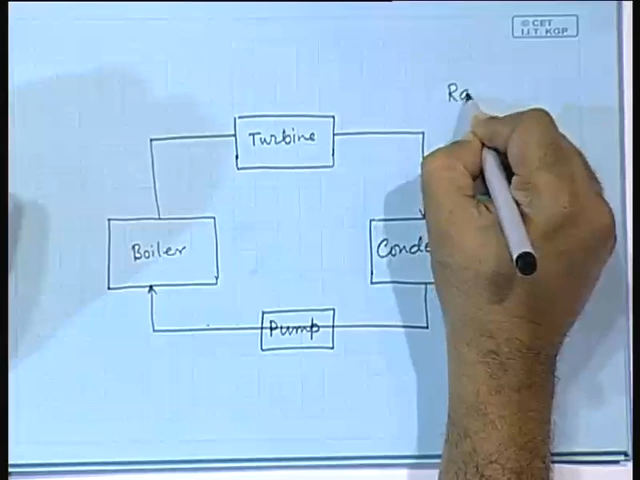 © CET
I.I.T. KGP
Ra
Turbine
Boiler
Conde
Pump